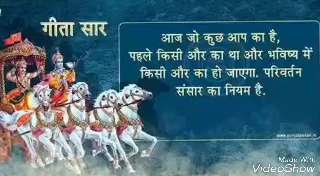 गीता सार
आज जो कुछ आप का है,
पहले किसी और का था और भविष्य में
किसी और का हो जाएगा. परिवर्तन
संसार का नियम है.
Made With
VideoShow